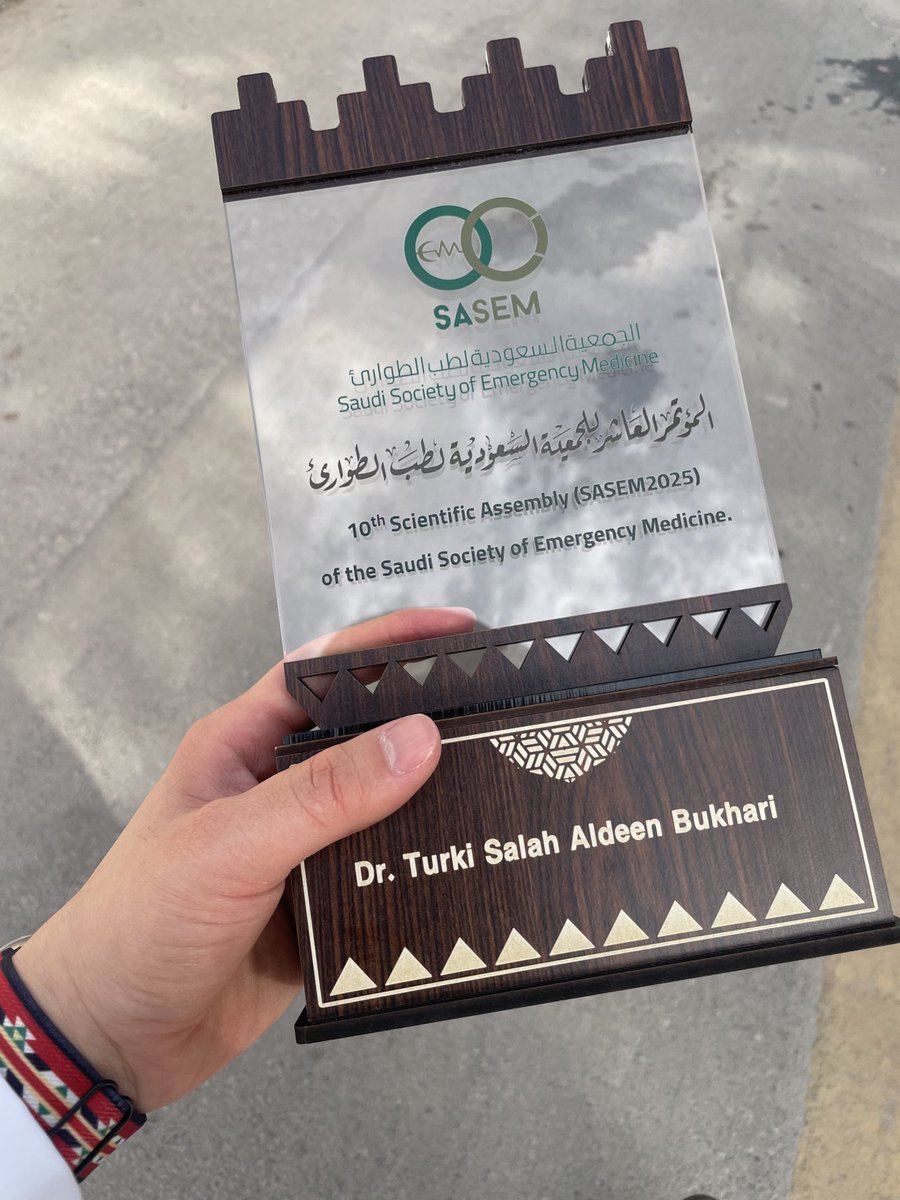 EM
SASEM
الجمعية السعودية لطب الطوارئ
Saudi Society of Emergency Medicine
المؤتمر العاشر للجمعية السعودية لطب الطوارئ
10th Scientific Assembly (SASEM2025)
of the Saudi Society of Emergency Medicine.
Dr. Turki Salah Aldeen Bukhari